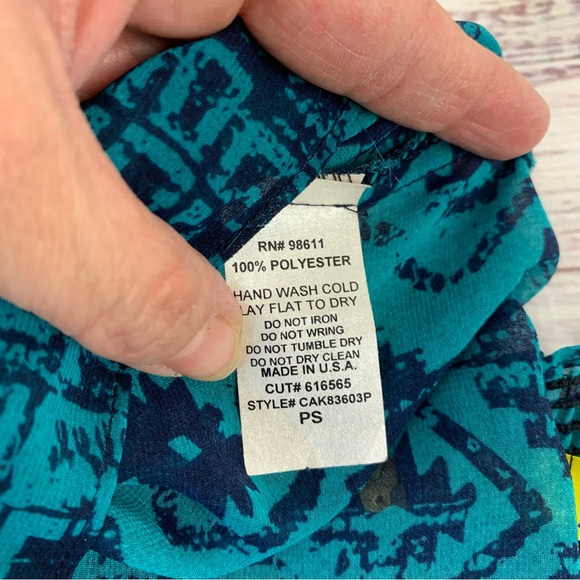 RN# 98611
100% POLYESTER
HAND WASH COLD
LAY FLAT TO DRY
DO NOT IRON
DO NOT WRING
DO NOT TUMBLE DRY
DO NOT DRY CLEAN
MADE IN U.S.A.
CUT# 616565
STYLE# CAK83603P
PS